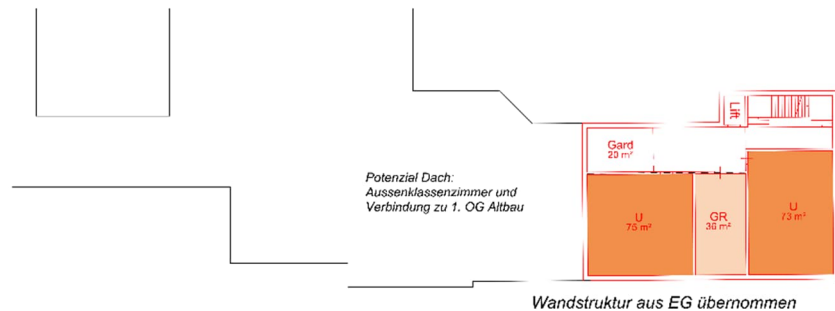 Lift
Gard
20 m²
Potenzial Dach:
Aussenklassenzimmer und
Verbindung zu 1. OG Altbau
U
75 m²
GR
36 m²
U
73 m²
Wandstruktur aus EG übernommen